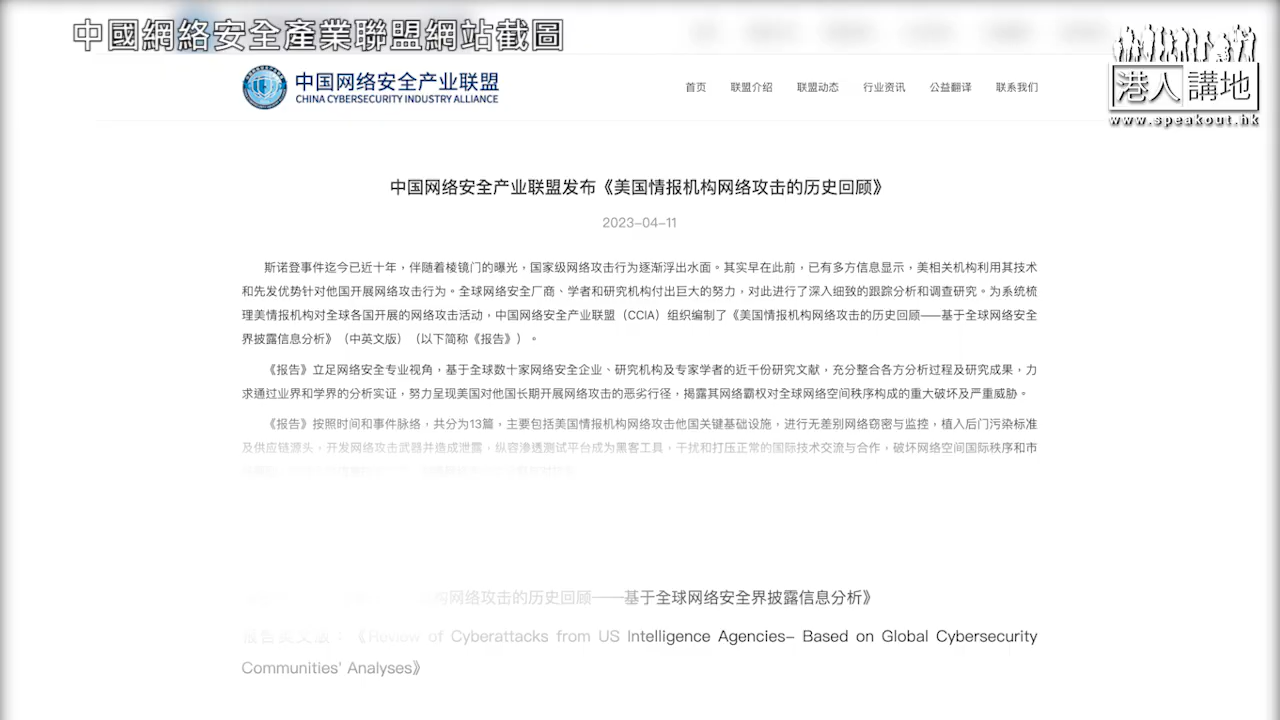 中國網絡安全產業聯盟網站截圖
港人講地
www.speakout.hk
中国网络安全产业联盟
CHINA CYBERSECURITY INDUSTRY ALLIANCE
首页 联盟介绍 联盟动态 行业资讯 公益翻译 联系我们
中国网络安全产业联盟发布《美国情报机构网络攻击的历史回顾》
2023-04-11
斯诺登事件迄今已近十年，伴随着棱镜门的曝光，国家级网络攻击行为逐渐浮出水面。其实早在此前，已有多方信息显示，美相关机构利用其技术
和先发优势针对他国开展网络攻击行为。全球网络安全厂商、学者和研究机构付出巨大的努力，对此进行了深入细致的跟踪分析和调查研究。为系统梳
理美情报机构对全球各国开展的网络攻击活动，中国网络安全产业联盟（CCIA）组织编制了《美国情报机构网络攻击的历史回顾——基于全球网络安全
界披露信息分析》（中英文版）（以下简称《报告》）。
《报告》立足网络安全专业视角，基于全球数十家网络安全企业、研究机构及专家学者的近千份研究文献，充分整合各方分析过程及研究成果，力
求通过业界和学界的分析实证，努力呈现美国对他国长期开展网络攻击的恶劣行径，揭露其网络霸权对全球网络空间秩序构成的重大破坏及严重威胁。
《报告》按照时间和事件脉络，共分为13篇，主要包括美国情报机构网络攻击他国关键基础设施，进行无差别网络窃密与监控，植入后门污染标准
及供应链源头，开发网络攻击武器并造成泄露，纵容渗透测试平台成为黑客工具，干扰和打压正常的国际技术交流与合作，破坏网络空间国际秩序和市
构网络攻击的历史回顾——基于全球网络安全界披露信息分析》
报告英文版：《Review of Cyberattacks from US Intelligence Agencies- Based on Global Cybersecurity
Communities' Analyses》